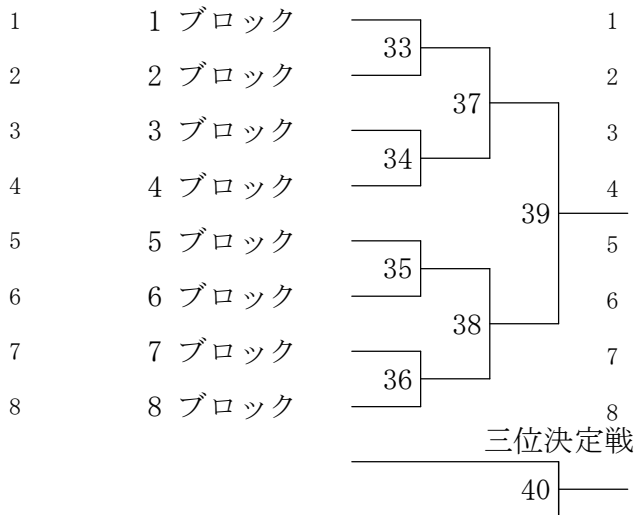 1 1 ブロック 33 1
2 2 ブロック 37 2
3 3 ブロック 34 3
4 4 ブロック 39 4
5 5 ブロック 35 5
6 6 ブロック 38 6
7 7 ブロック 36 7
8 8 ブロック 8
三位決定戦
40